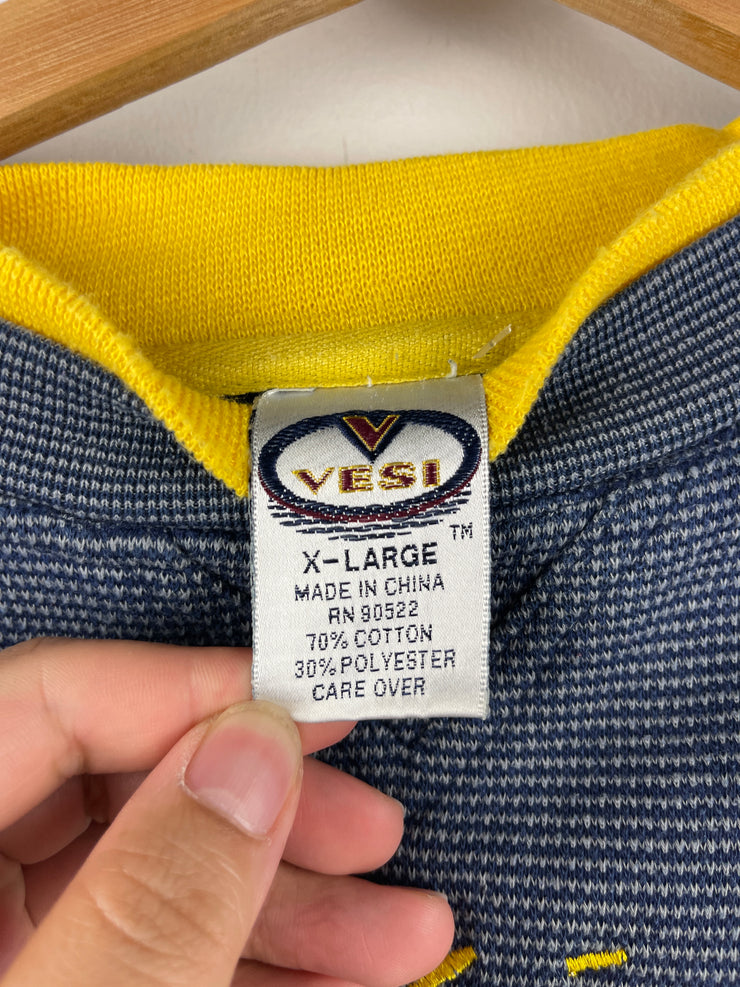 V
VESI
TM
X-LARGE
MADE IN CHINA
RN 90522
70% COTTON
30% POLYESTER
CARE OVER